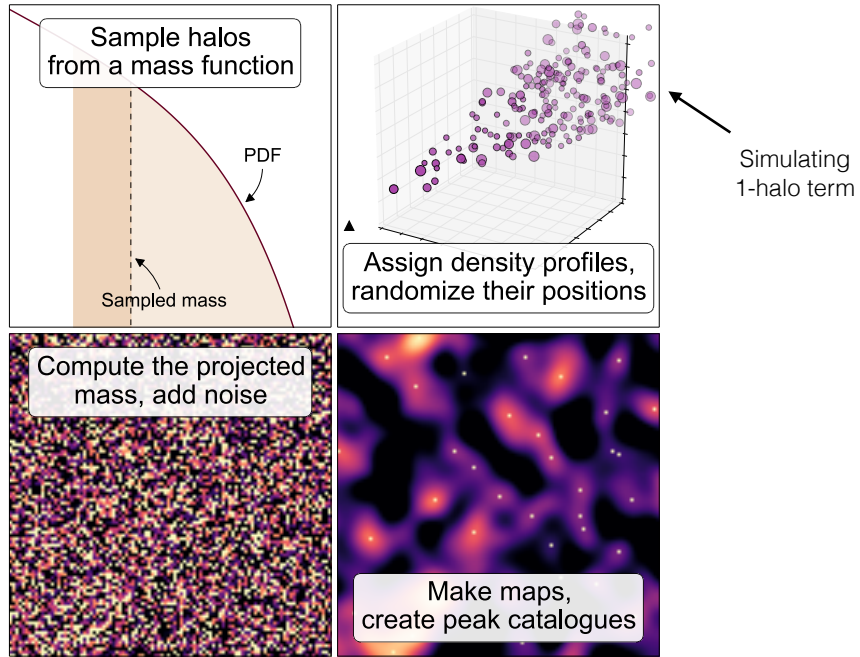 Sample halos
from a mass function
PDF
Sampled mass
Assign density profiles,
randomize their positions
Simulating
1-halo term
Compute the projected
mass, add noise
Make maps,
create peak catalogues